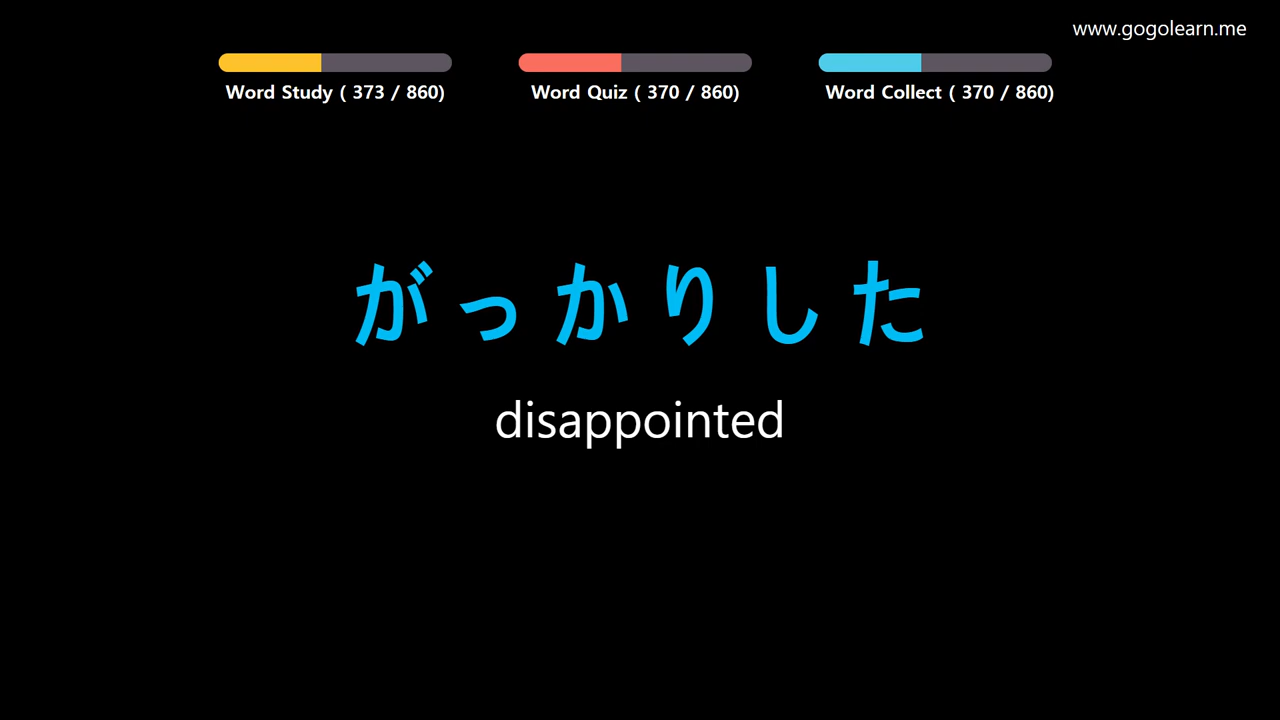 www.gogolearn.me
Word Study ( 373 / 860)
Word Quiz ( 370 / 860)
Word Collect ( 370 / 860)
がっかりした
disappointed